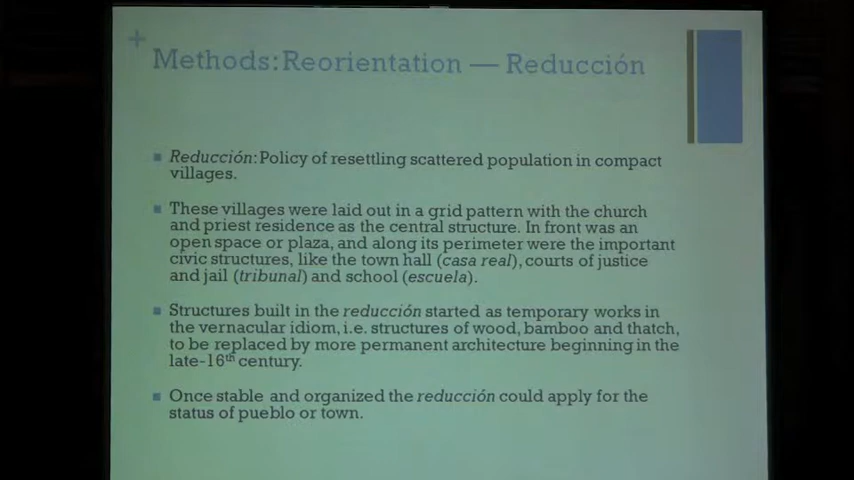 +
Methods: Reorientation — Reducción
Reducción: Policy of resettling scattered population in compact
villages.
These villages were laid out in a grid pattern with the church
and priest residence as the central structure. In front was an
open space or plaza, and along its perimeter were the important
civic structures, like the town hall (casa real), courts of justice
and jail (tribunal) and school (escuela).
Structures built in the reducción started as temporary works in
the vernacular idiom, i.e. structures of wood, bamboo and thatch,
to be replaced by more permanent architecture beginning in the
late-16th century.
Once stable and organized the reducción could apply for the
status of pueblo or town.